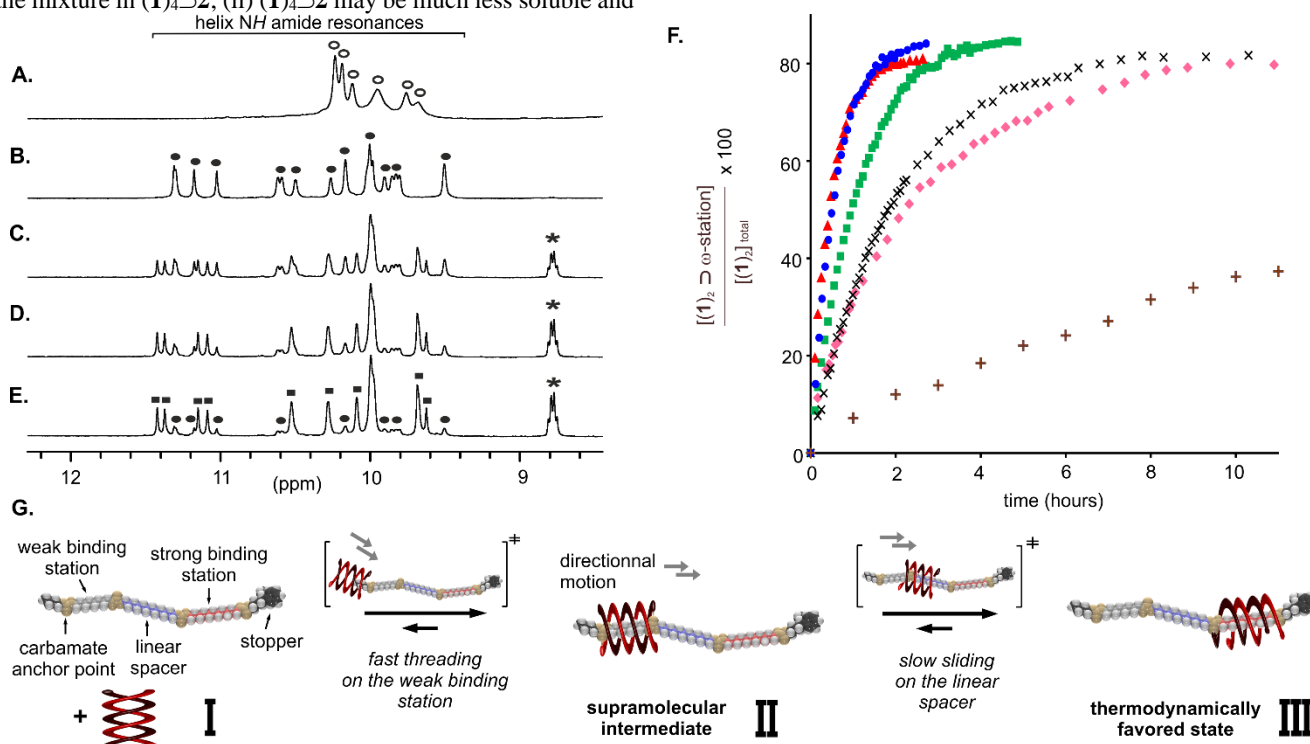 the mixture in (1)₄⊃2, (ii) (1)₄⊃2 may be much less soluble and
helix NH amide resonances
A.
B.
C.
*
D.
*
E.
*
12
11
10
9
(ppm)
F.
[(1)₂ ⊃ ω-station]
[(1)₂] total
x 100
80
60
40
20
0
0
2
4
6
8
10
time (hours)
G.
weak binding
station
strong binding
station
carbamate
anchor point
linear
spacer
stopper
+
I
≠
fast threading
on the weak binding
station
directionnal
motion
supramolecular
intermediate
II
≠
slow sliding
on the linear
spacer
thermodynamically
favored state
III